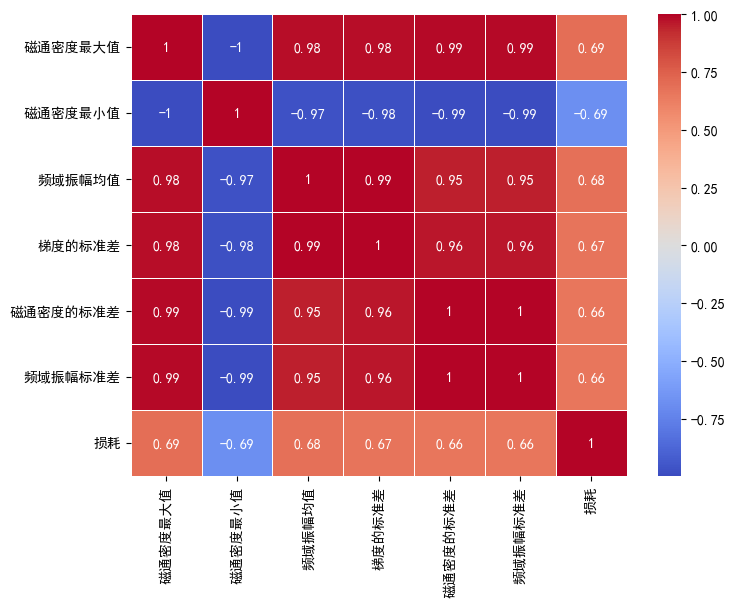 磁通密度最大值 1 -1 0.98 0.98 0.99 0.99 0.69
磁通密度最小值 -1 1 -0.97 -0.98 -0.99 -0.99 -0.69
频域振幅均值 0.98 -0.97 1 0.99 0.95 0.95 0.68
梯度的标准差 0.98 -0.98 0.99 1 0.96 0.96 0.67
磁通密度的标准差 0.99 -0.99 0.95 0.96 1 1 0.66
频域振幅标准差 0.99 -0.99 0.95 0.96 1 1 0.66
损耗 0.69 -0.69 0.68 0.67 0.66 0.66 1
磁通密度最大值
磁通密度最小值
频域振幅均值
梯度的标准差
磁通密度的标准差
频域振幅标准差
损耗
1.00
0.75
0.50
0.25
0.00
-0.25
-0.50
-0.75